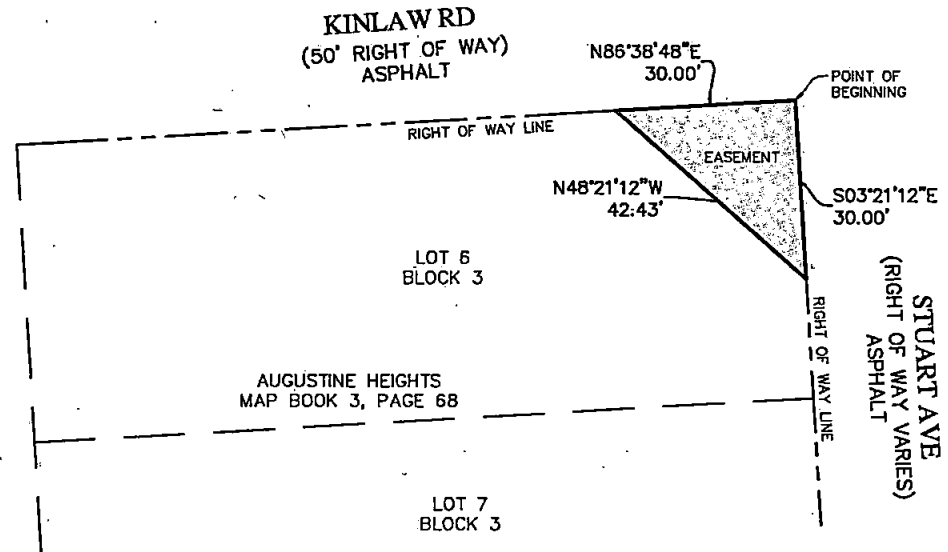 KINLAW RD
(50' RIGHT OF WAY)
ASPHALT
N86°38'48"E
30.00'
POINT OF
BEGINNING
RIGHT OF WAY LINE
EASEMENT
N48°21'12"W
42.43'
S03°21'12"E
30.00'
LOT 6
BLOCK 3
STUART AVE
(RIGHT OF WAY VARIES)
ASPHALT
RIGHT OF WAY LINE
AUGUSTINE HEIGHTS
MAP BOOK 3, PAGE 68
LOT 7
BLOCK 3